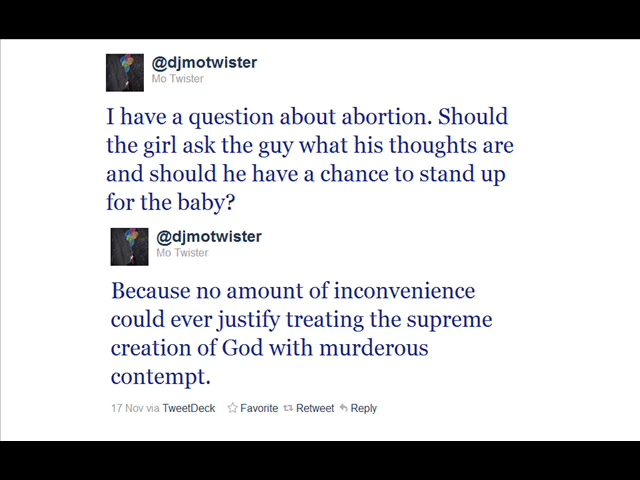 @djmotwister
Mo Twister
I have a question about abortion. Should
the girl ask the guy what his thoughts are
and should he have a chance to stand up
for the baby?
@djmotwister
Mo Twister
Because no amount of inconvenience
could ever justify treating the supreme
creation of God with murderous
contempt.
17 Nov via TweetDeck Favorite Retweet Reply